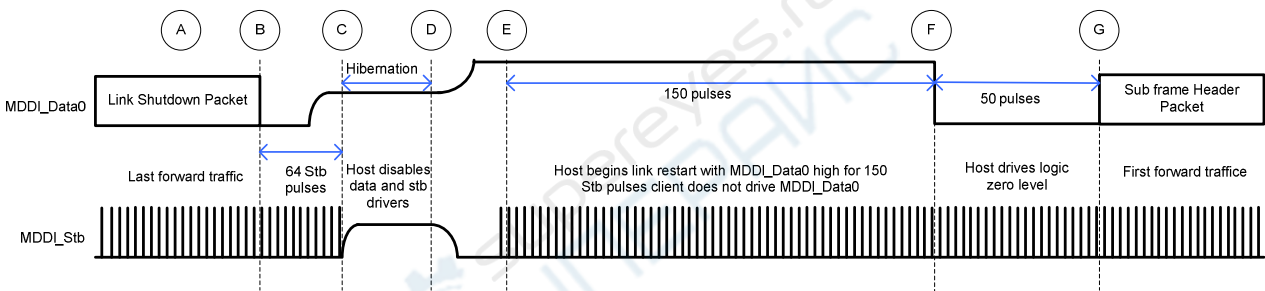 A
B
C
D
E
F
G
MDDI_Data0
Link Shutdown Packet
Hibernation
150 pulses
50 pulses
Sub frame Header
Packet
Last forward traffic
64 Stb
pulses
Host disables
data and stb
drivers
Host begins link restart with MDDI_Data0 high for 150
Stb pulses client does not drive MDDI_Data0
Host drives logic
zero level
First forward traffice
MDDI_Stb